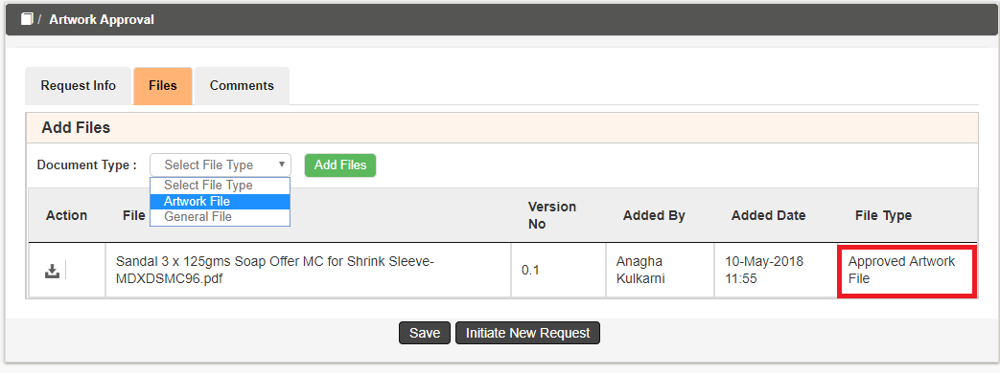 / Artwork Approval
Request Info Files Comments
Add Files
Document Type : Select File Type Add Files
Select File Type
Artwork File
General File
Action File Version No Added By Added Date File Type
Sandal 3 x 125gms Soap Offer MC for Shrink Sleeve-
MDXDSMC96.pdf
0.1
Anagha
Kulkarni
10-May-2018
11:55
Approved Artwork
File
Save Initiate New Request